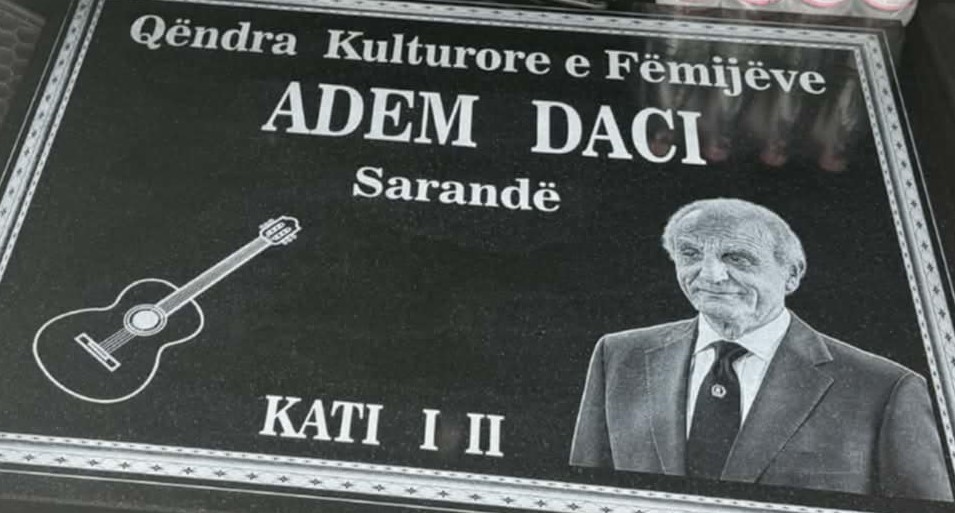 Qëndra Kulturore e Fëmijëve
ADEM DACI
Sarandë
KATI I II